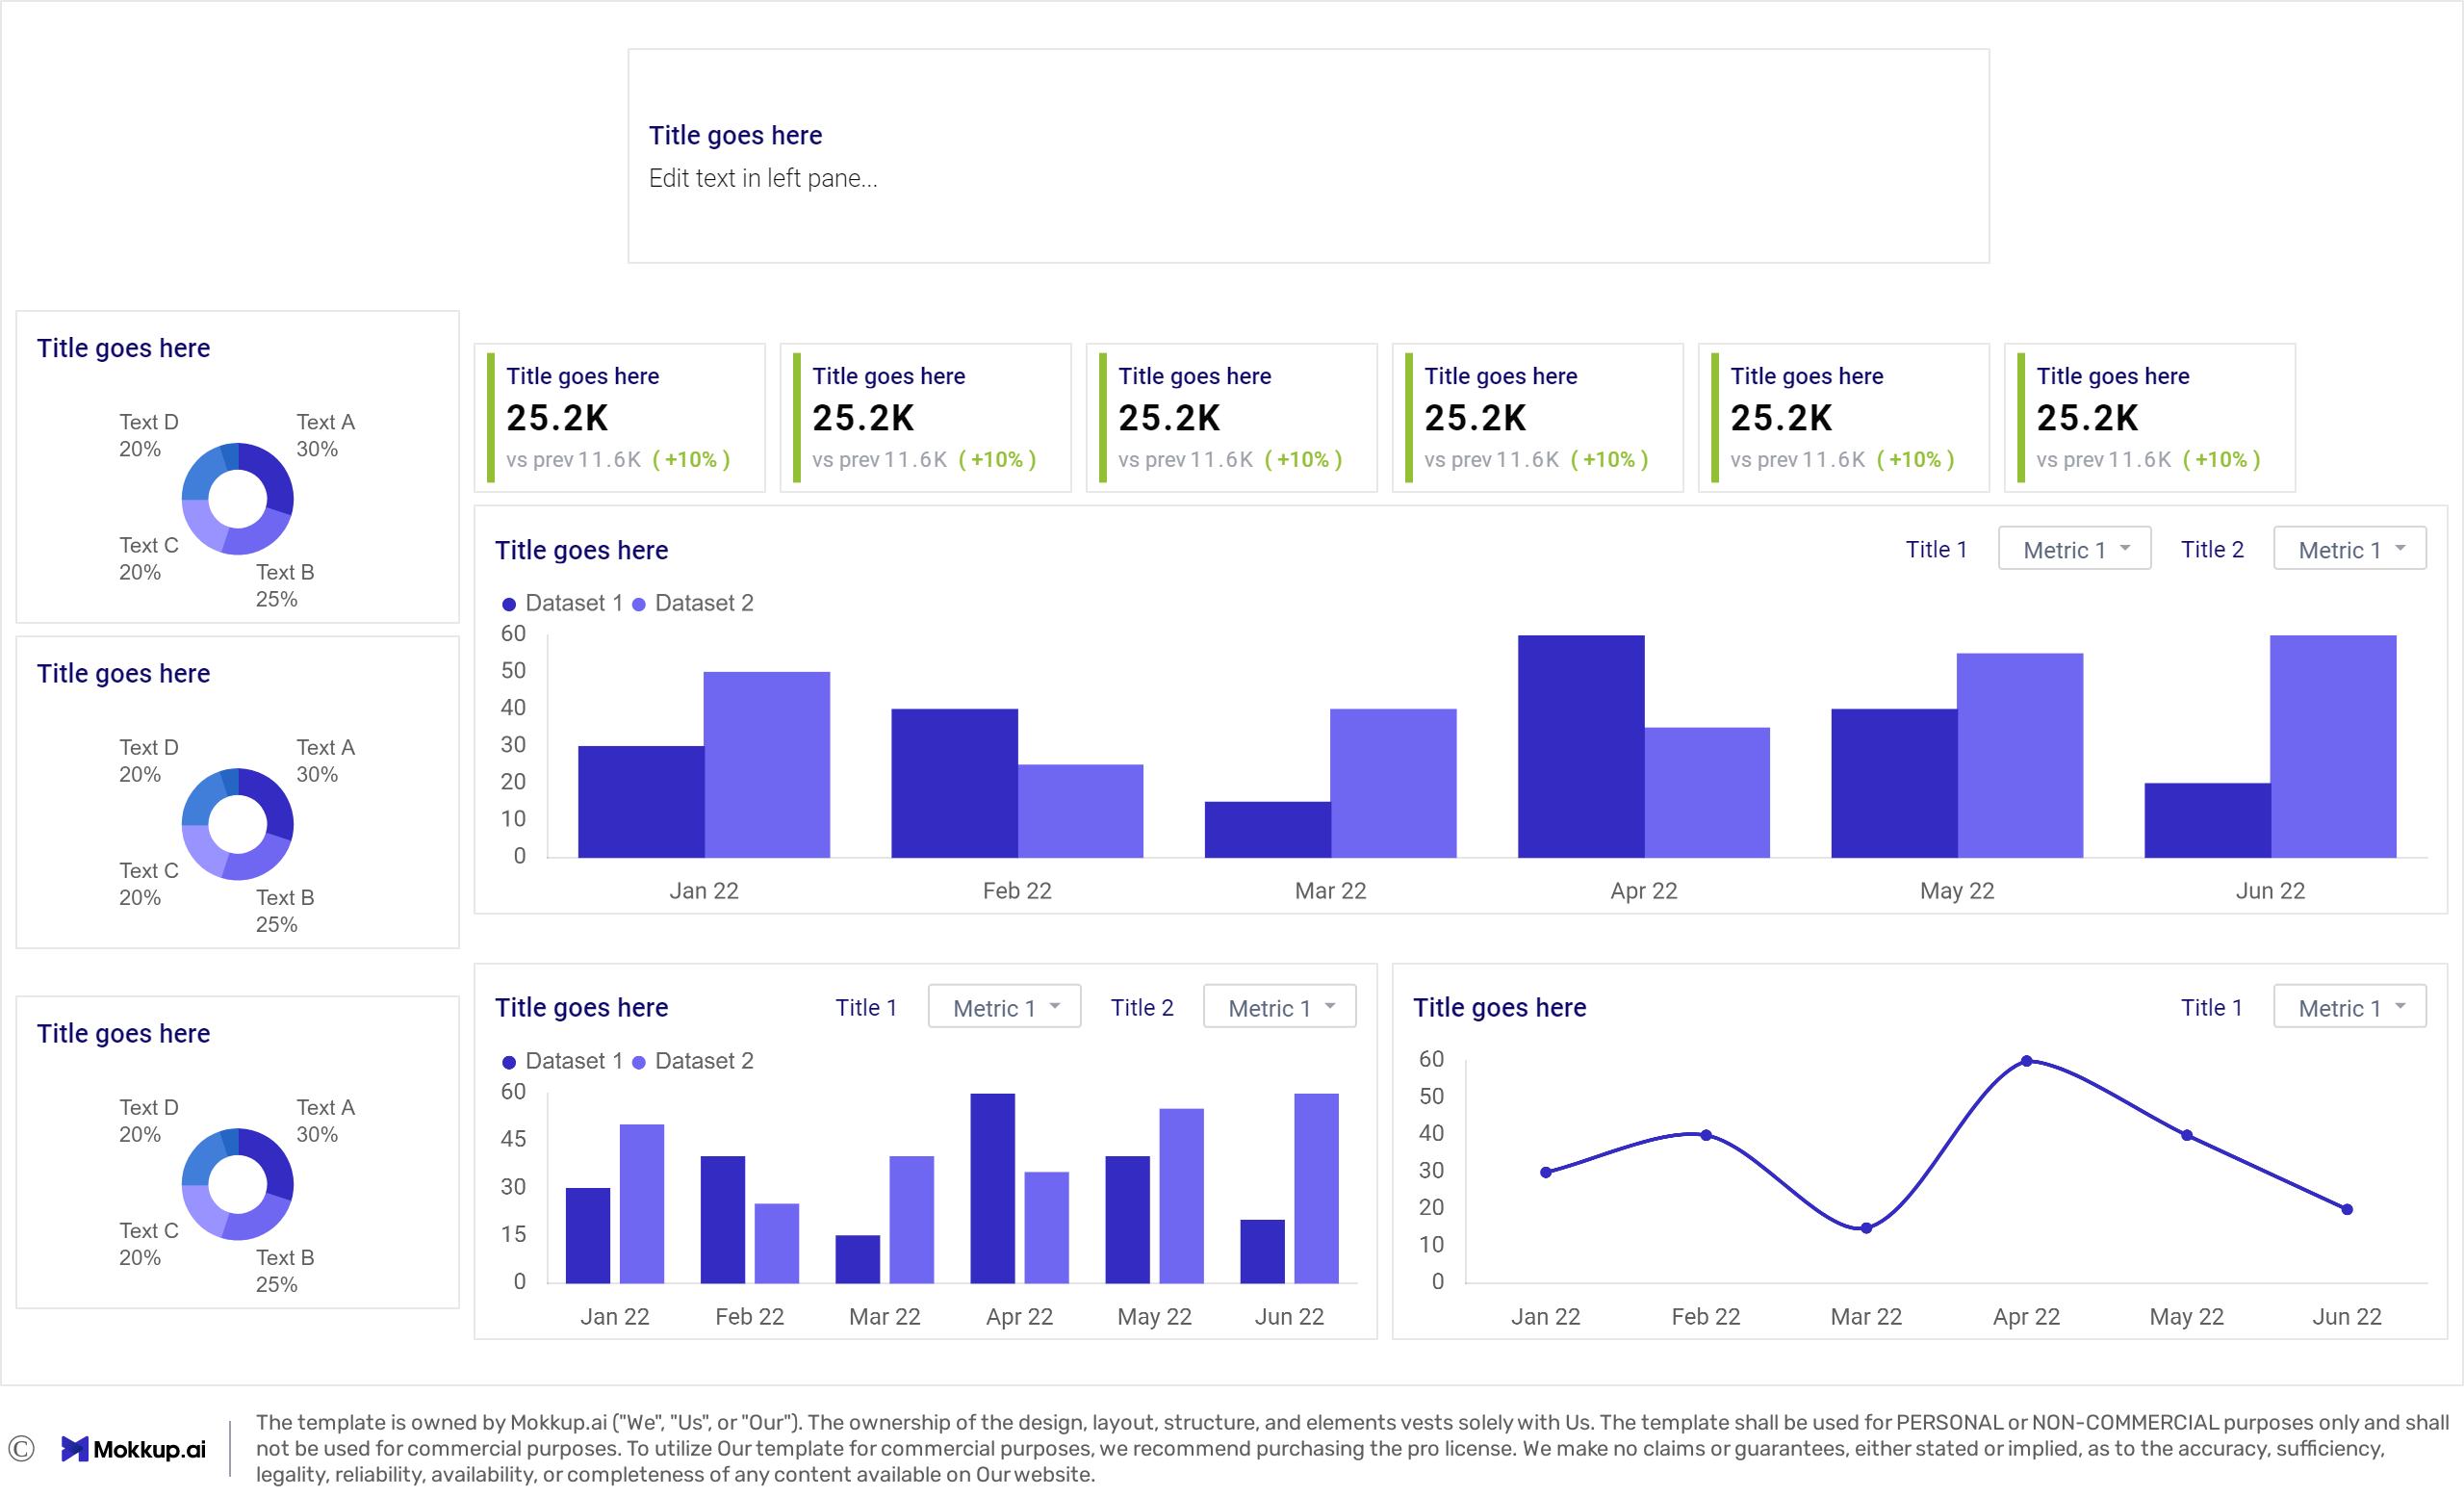 Title goes here
Edit text in left pane...
Title goes here
Text D
20%
Text A
30%
Text C
20%
Text B
25%
Title goes here
25.2K
vs prev 11.6K ( +10% )
Title goes here
25.2K
vs prev 11.6K ( +10% )
Title goes here
25.2K
vs prev 11.6K ( +10% )
Title goes here
25.2K
vs prev 11.6K ( +10% )
Title goes here
25.2K
vs prev 11.6K ( +10% )
Title goes here
25.2K
vs prev 11.6K ( +10% )
Title goes here
Title 1 Metric 1 Title 2 Metric 1
Dataset 1 Dataset 2
60
50
40
30
20
10
0
Jan 22 Feb 22 Mar 22 Apr 22 May 22 Jun 22
Title goes here
Text D
20%
Text A
30%
Text C
20%
Text B
25%
Title goes here
Text D
20%
Text A
30%
Text C
20%
Text B
25%
Title goes here Title 1 Metric 1 Title 2 Metric 1
Dataset 1 Dataset 2
60
45
30
15
0
Jan 22 Feb 22 Mar 22 Apr 22 May 22 Jun 22
Title goes here Title 1 Metric 1
60
50
40
30
20
10
0
Jan 22 Feb 22 Mar 22 Apr 22 May 22 Jun 22
© Mokkup.ai
The template is owned by Mokkup.ai ("We", "Us", or "Our"). The ownership of the design, layout, structure, and elements vests solely with Us. The template shall be used for PERSONAL or NON-COMMERCIAL purposes only and shall
not be used for commercial purposes. To utilize Our template for commercial purposes, we recommend purchasing the pro license. We make no claims or guarantees, either stated or implied, as to the accuracy, sufficiency,
legality, reliability, availability, or completeness of any content available on Our website.